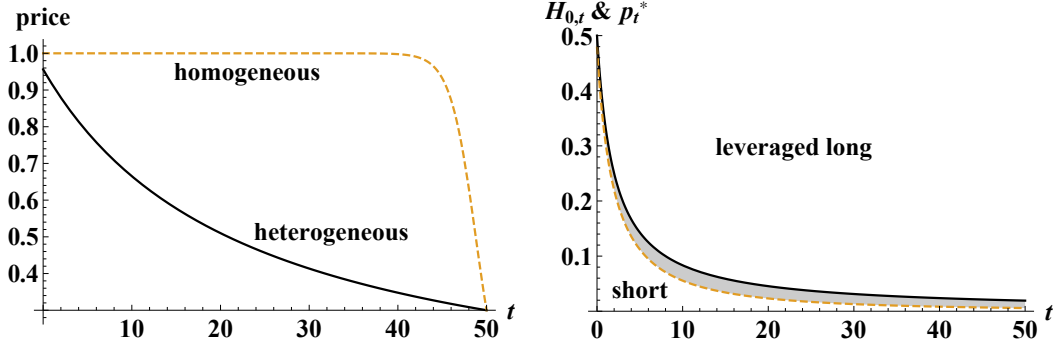 price
1.0
0.9
0.8
0.7
0.6
0.5
0.4
homogeneous
heterogeneous
10 20 30 40 50 t
H0,t & pt*
0.5
0.4
0.3
0.2
0.1
leveraged long
short
0 10 20 30 40 50 t